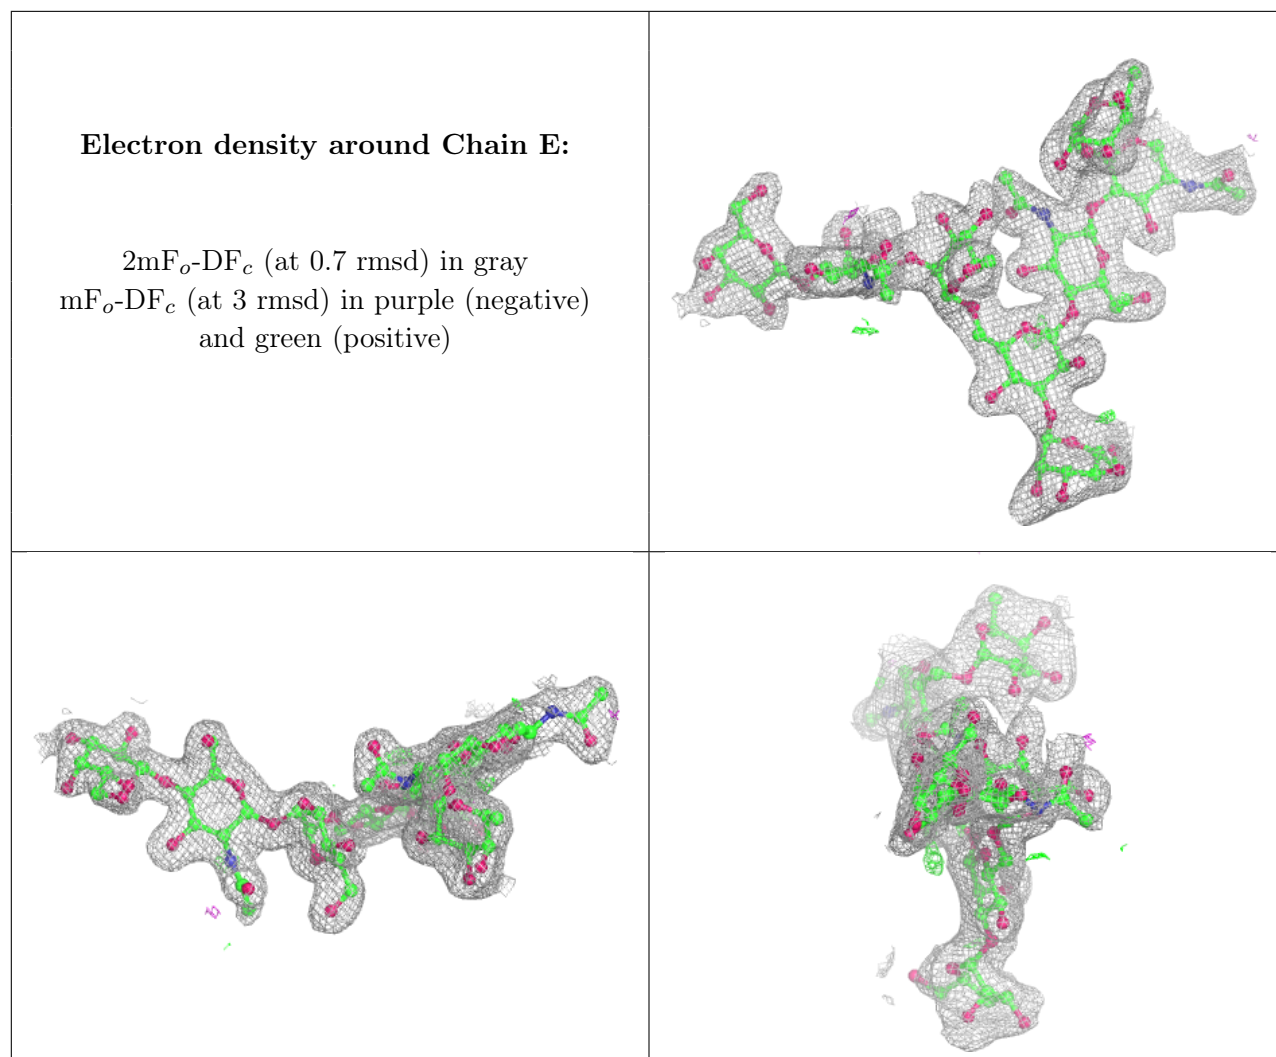 Electron density around Chain E:
2mFₒ-DF𝒸 (at 0.7 rmsd) in gray
mFₒ-DF𝒸 (at 3 rmsd) in purple (negative)
and green (positive)